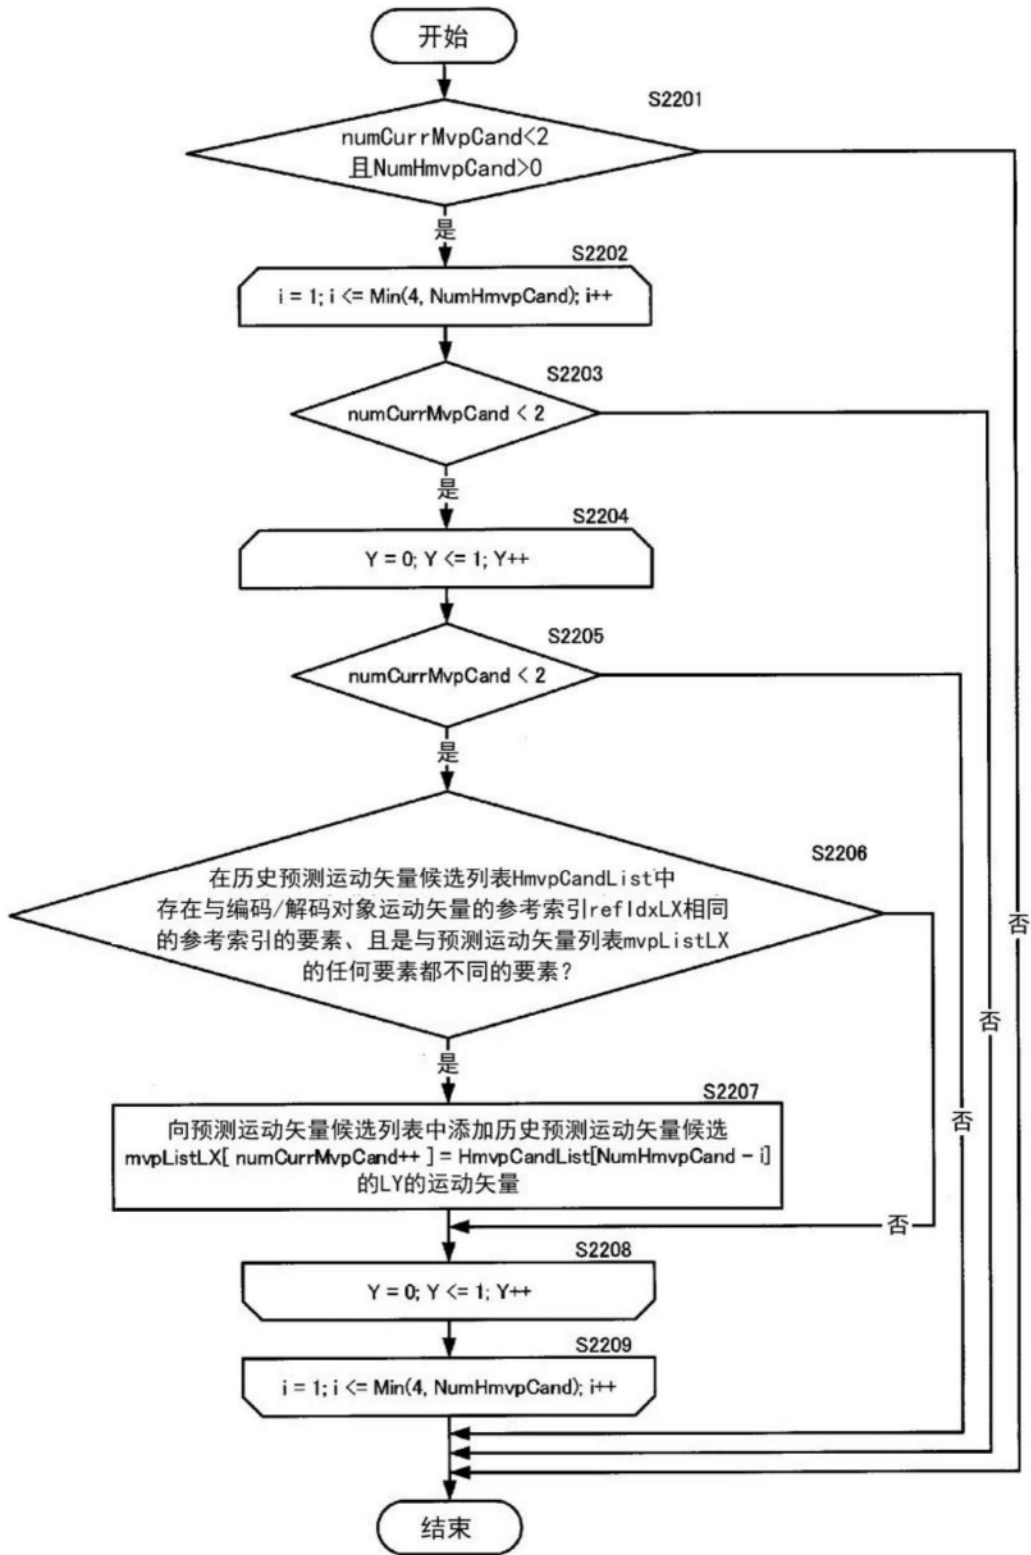 开始
S2201
numCurrMvpCand<2
且NumHmvpCand>0
是
S2202
i = 1; i <= Min(4, NumHmvpCand); i++
S2203
numCurrMvpCand < 2
是
S2204
Y = 0; Y <= 1; Y++
S2205
numCurrMvpCand < 2
是
S2206
在历史预测运动矢量候选列表HmvpCandList中
存在与编码/解码对象运动矢量的参考索引refIdxLX相同
的参考索引的要素、且是与预测运动矢量列表mvpListLX
的任何要素都不同的要素?
否
否
是
S2207
否
向预测运动矢量候选列表中添加历史预测运动矢量候选
mvpListLX[ numCurrMvpCand++ ] = HmvpCandList[NumHmvpCand - i]
的LY的运动矢量
否
S2208
Y = 0; Y <= 1; Y++
S2209
i = 1; i <= Min(4, NumHmvpCand); i++
结束